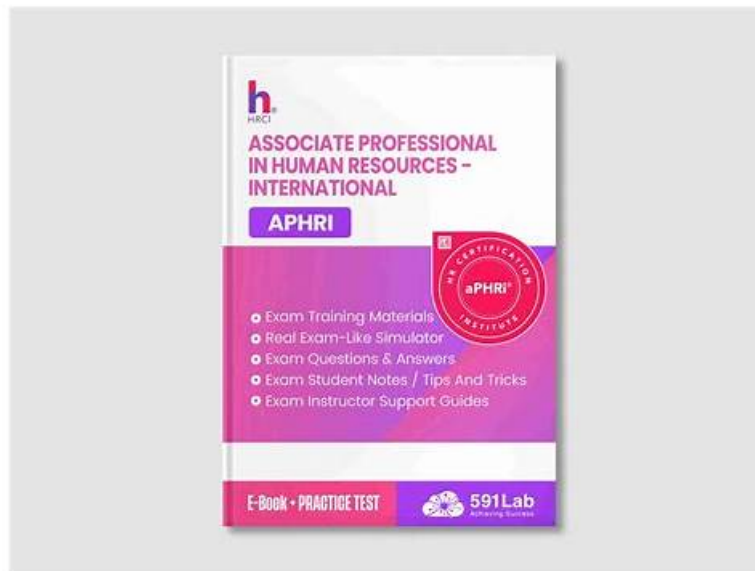 h®
HRCI
ASSOCIATE PROFESSIONAL
IN HUMAN RESOURCES –
INTERNATIONAL
APHRI
HR CERTIFICATION
aPHRi®
INSTITUTE
Exam Training Materials
Real Exam-Like Simulator
Exam Questions & Answers
Exam Student Notes / Tips And Tricks
Exam Instructor Support Guides
E-Book + PRACTICE TEST
591Lab
Achieving Success